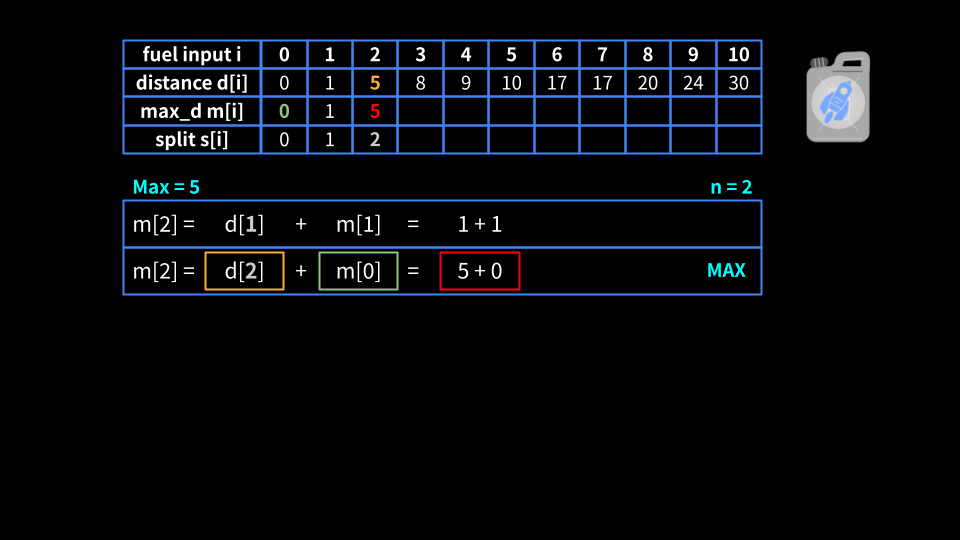 fuel input i 0 1 2 3 4 5 6 7 8 9 10
distance d[i] 0 1 5 8 9 10 17 17 20 24 30
max_d m[i] 0 1 5
split s[i] 0 1 2
Max = 5 n = 2
m[2] = d[1] + m[1] = 1 + 1
m[2] = d[2] + m[0] = 5 + 0 MAX